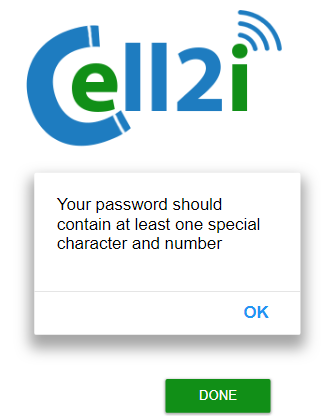 Cell2i
Your password should
contain at least one special
character and number
OK
DONE